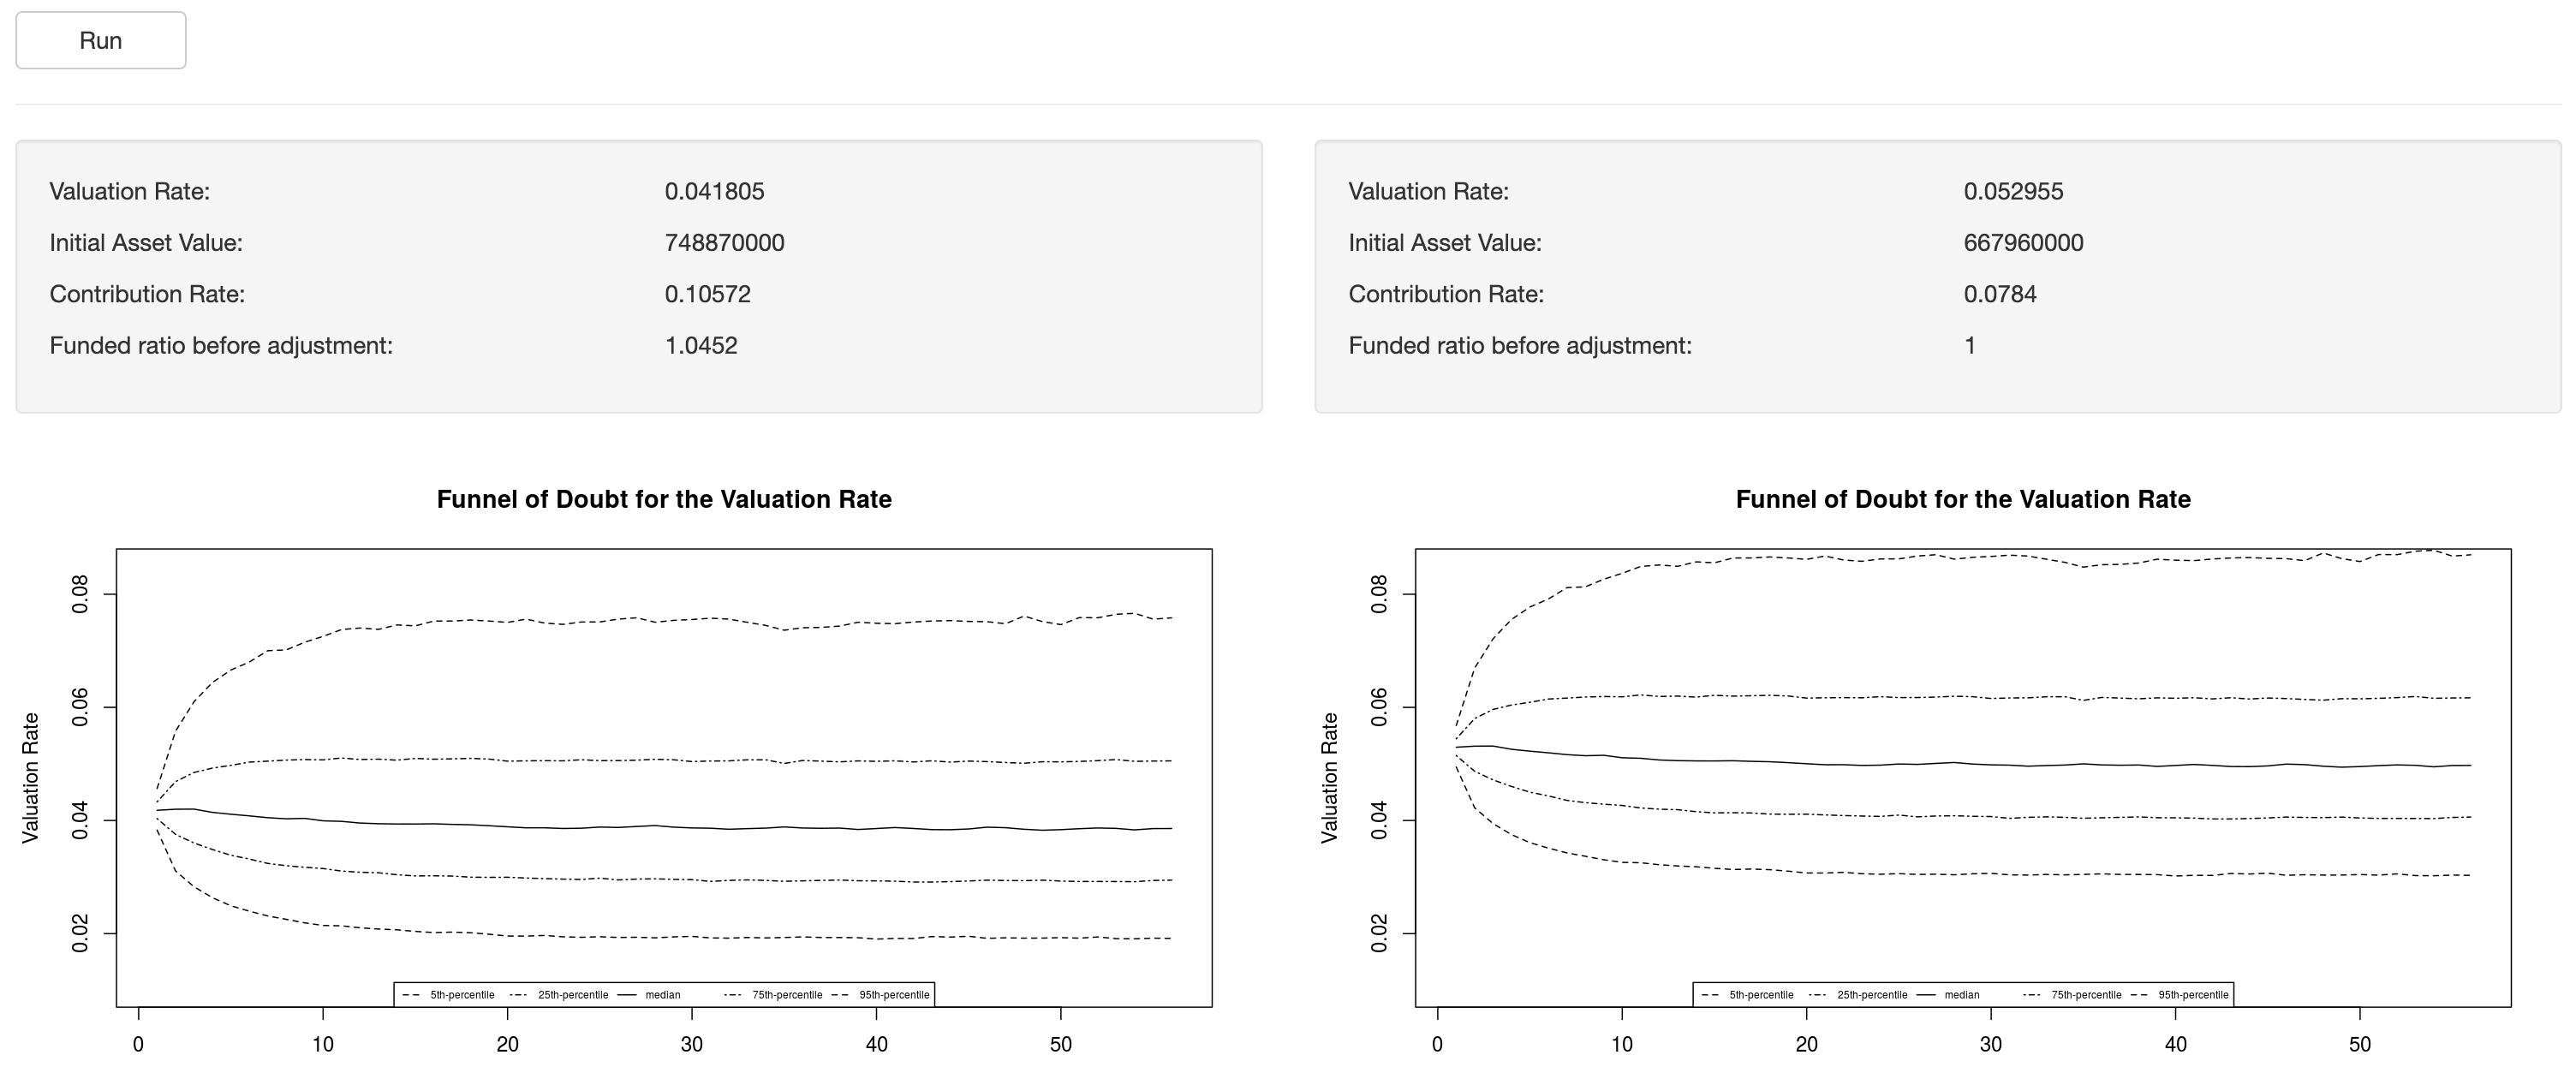 Run
Valuation Rate: 0.041805
Initial Asset Value: 748870000
Contribution Rate: 0.10572
Funded ratio before adjustment: 1.0452
Valuation Rate: 0.052955
Initial Asset Value: 667960000
Contribution Rate: 0.0784
Funded ratio before adjustment: 1
Funnel of Doubt for the Valuation Rate
Valuation Rate
0.08
0.06
0.04
0.02
5th-percentile 25th-percentile median 75th-percentile 95th-percentile
0 10 20 30 40 50
Funnel of Doubt for the Valuation Rate
Valuation Rate
0.08
0.06
0.04
0.02
5th-percentile 25th-percentile median 75th-percentile 95th-percentile
0 10 20 30 40 50